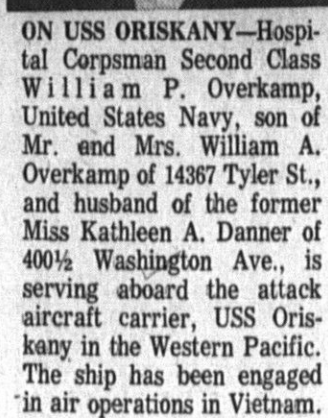 ON USS ORISKANY—Hospi-
tal Corpsman Second Class
William P. Overkamp,
United States Navy, son of
Mr. and Mrs. William A.
Overkamp of 14367 Tyler St.,
and husband of the former
Miss Kathleen A. Danner of
400½ Washington Ave., is
serving aboard the attack
aircraft carrier, USS Oris-
kany in the Western Pacific.
The ship has been engaged
in air operations in Vietnam.